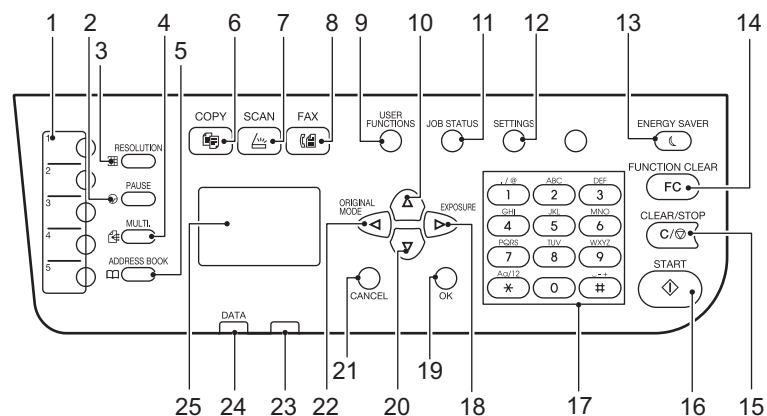 1 2 3 4 5 6 7 8 9 10 11 12 13 14
COPY SCAN FAX
USER FUNCTIONS
JOB STATUS
SETTINGS
ENERGY SAVER
1
2
3
4
5
RESOLUTION
PAUSE
MULTI.
ADDRESS BOOK
ORIGINAL MODE
EXPOSURE
CANCEL
OK
. / @ ABC DEF
1 2 3
GHI JKL MNO
4 5 6
PQRS TUV WXYZ
7 8 9
Aa/12 _ - +
* 0 #
FUNCTION CLEAR
FC
CLEAR/STOP
C/
START
DATA
25 24 23 22 21 20 19 18 17 16 15